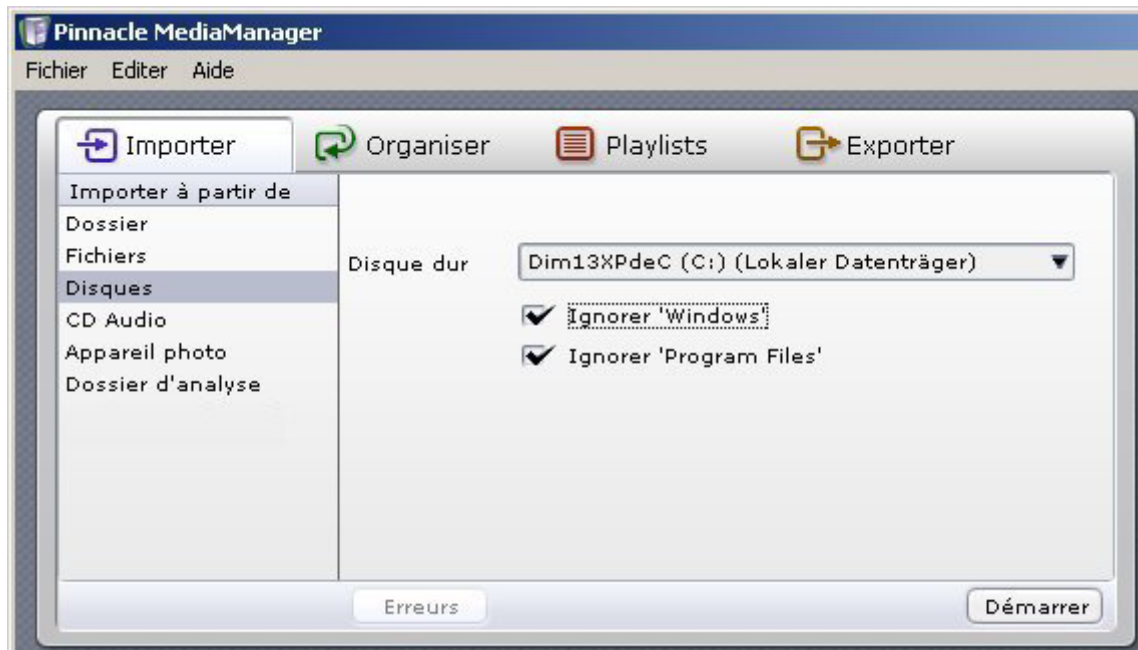 Pinnacle MediaManager
Fichier Editer Aide
Importer Organiser Playlists Exporter
Importer à partir de
Dossier
Fichiers
Disques
CD Audio
Appareil photo
Dossier d'analyse
Disque dur Dim13XPdeC (C:) (Lokaler Datenträger)
Ignorer 'Windows'
Ignorer 'Program Files'
Erreurs Démarrer